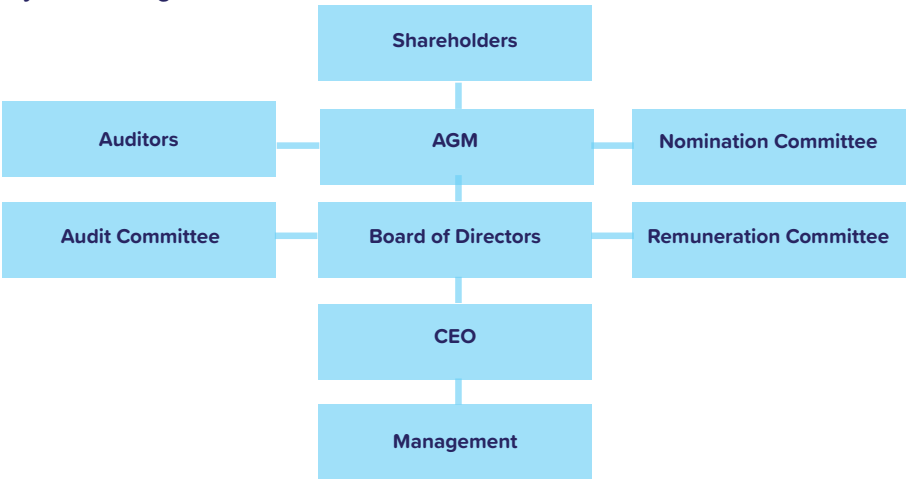 Shareholders
Auditors
AGM
Nomination Committee
Audit Committee
Board of Directors
Remuneration Committee
CEO
Management